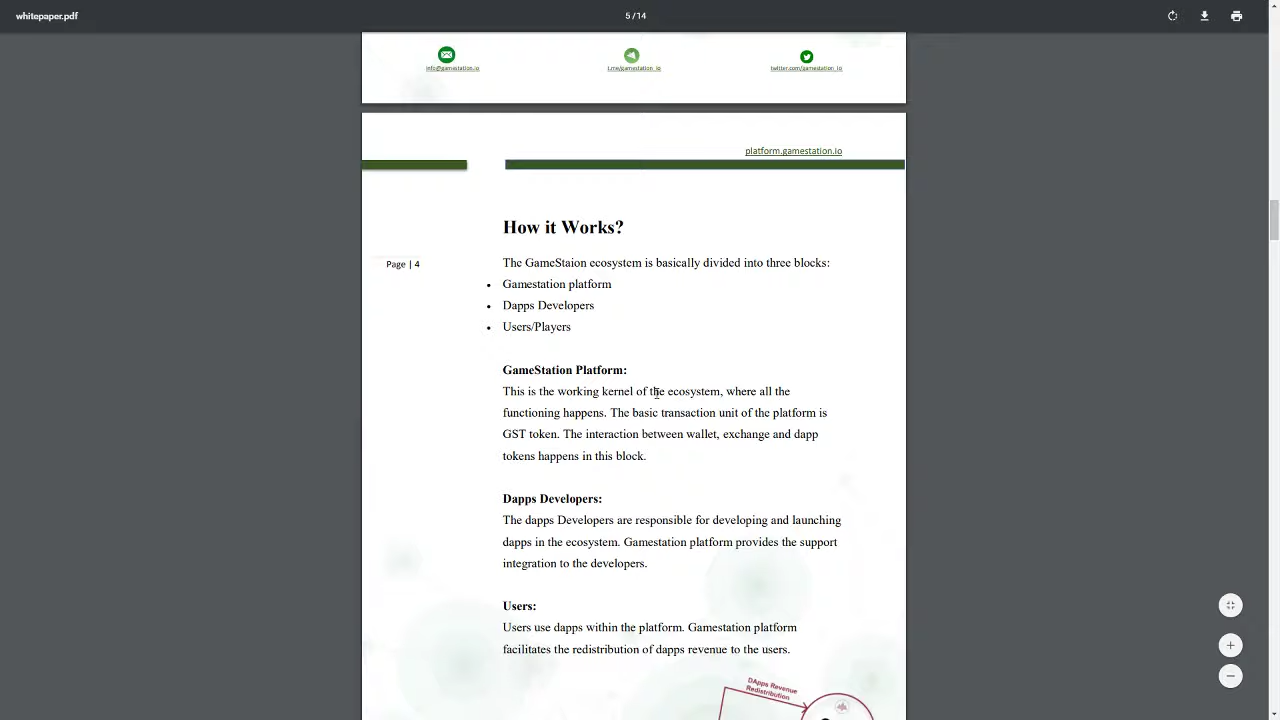 whitepaper.pdf
5 / 14
info@gamestation.io
t.me/gamestation_io
twitter.com/gamestation_io
platform.gamestation.io
How it Works?
Page | 4
The GameStaion ecosystem is basically divided into three blocks:
• Gamestation platform
• Dapps Developers
• Users/Players
GameStation Platform:
This is the working kernel of the ecosystem, where all the
functioning happens. The basic transaction unit of the platform is
GST token. The interaction between wallet, exchange and dapp
tokens happens in this block.
Dapps Developers:
The dapps Developers are responsible for developing and launching
dapps in the ecosystem. Gamestation platform provides the support
integration to the developers.
Users:
Users use dapps within the platform. Gamestation platform
facilitates the redistribution of dapps revenue to the users.
DApps Revenue
Redistribution